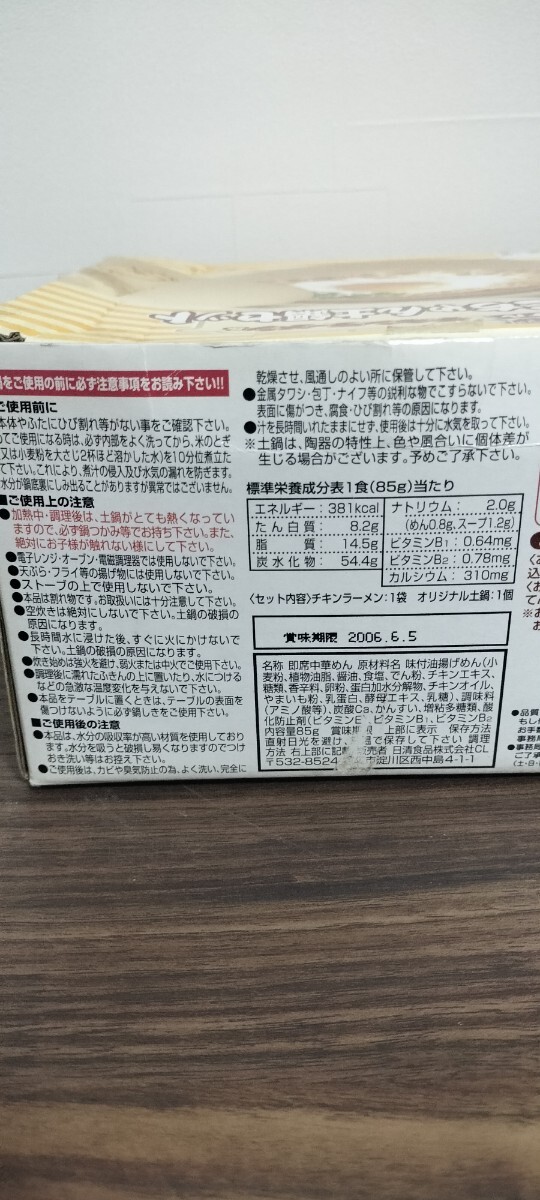 をご使用の前に必ず注意事項をお読み下さい!!
ご使用前に
本体やふたにひび割れ等がない事をご確認下さい。
めてご使用になる時は、必ず内部をよく洗ってから、米のとぎ
又は小麦粉を大さじ2杯ほど溶かした水)を10分位煮立た
て下さい。これにより、煮汁の侵入及び水気の漏れを防ぎます。
水分が鍋底裏にしみ出ることがありますが異常ではございません。
■ご使用上の注意
●加熱中・調理後は、土鍋がとても熱くなってい
ますので、必ず鍋つかみ等でお持ち下さい。また、
絶対にお子様が触れない様にして下さい。
●電子レンジ・オーブン・電磁調理器では使用しないで下さい。
●天ぷら・フライ等の揚げ物には使用しないで下さい。
●ストーブの上で使用しないで下さい。
●本品は割れ物です。お取扱いには十分注意して下さい。
●空炊きは絶対にしないで下さい。土鍋の破損の
原因になります。
●長時間水に浸けた後、すぐに火にかけないで
下さい。土鍋の破損の原因になります。
●炊き始めは強火を避け、弱火または中火でご使用下さい。
●調理後に濡れたふきんの上に置いたり、水につける
などの急激な温度変化を与えないで下さい。
●本品をテーブルに置くときは、テーブルの表面を
傷つけないように必ず鍋しきをご使用下さい。
■ご使用後の注意
●本品は、水分の吸収率が高い材質を使用しており
ます。水分を吸うと破損し易くなりますのでつけ
おき洗い等はお控え下さい。
●ご使用後は、カビや臭気防止の為、よく洗い、完全に
乾燥させ、風通しのよい所に保管して下さい。
●金属タワシ・包丁・ナイフ等の鋭利な物でこすらないで下さい。
表面に傷がつき、腐食・ひび割れ等の原因になります。
●汁を長時間いれたままにせず、使用後は十分に水気を取って下さい。
※土鍋は、陶器の特性上、色や風合いに個体差が
生じる場合がございます。予めご了承下さい。
標準栄養成分表1食(85g)当たり
エネルギー:381kcal ナトリウム: 2.0g
たん白質: 8.2g (めん0.8g、スープ1.2g)
脂質: 14.5g ビタミンB1: 0.64mg
炭水化物: 54.4g ビタミンB2: 0.78mg
カルシウム: 310mg
〈セット内容〉チキンラーメン:1袋 オリジナル土鍋:1個
賞味期限 2006.6.5
名称 即席中華めん 原材料名 味付油揚げめん(小
麦粉、植物油脂、醤油、食塩、でん粉、チキンエキス、
糖類、香辛料、卵粉、蛋白加水分解物、チキンオイル、
やまいも粉、乳蛋白、酵母エキス、乳糖)、調味料
(アミノ酸等)、炭酸Ca、かんすい、増粘多糖類、酸
化防止剤(ビタミンE)、ビタミンB1、ビタミンB2
内容量85g 賞味期限 上部に表示 保存方法
直射日光を避け、 温で保存して下さい 調理
方法 右上部に記載 売者 日清食品株式会社CL
〒532-8524 市淀川区西中島4-1-1
●品質
もし
お手
事務
●事務局
ご了承
(土・日・